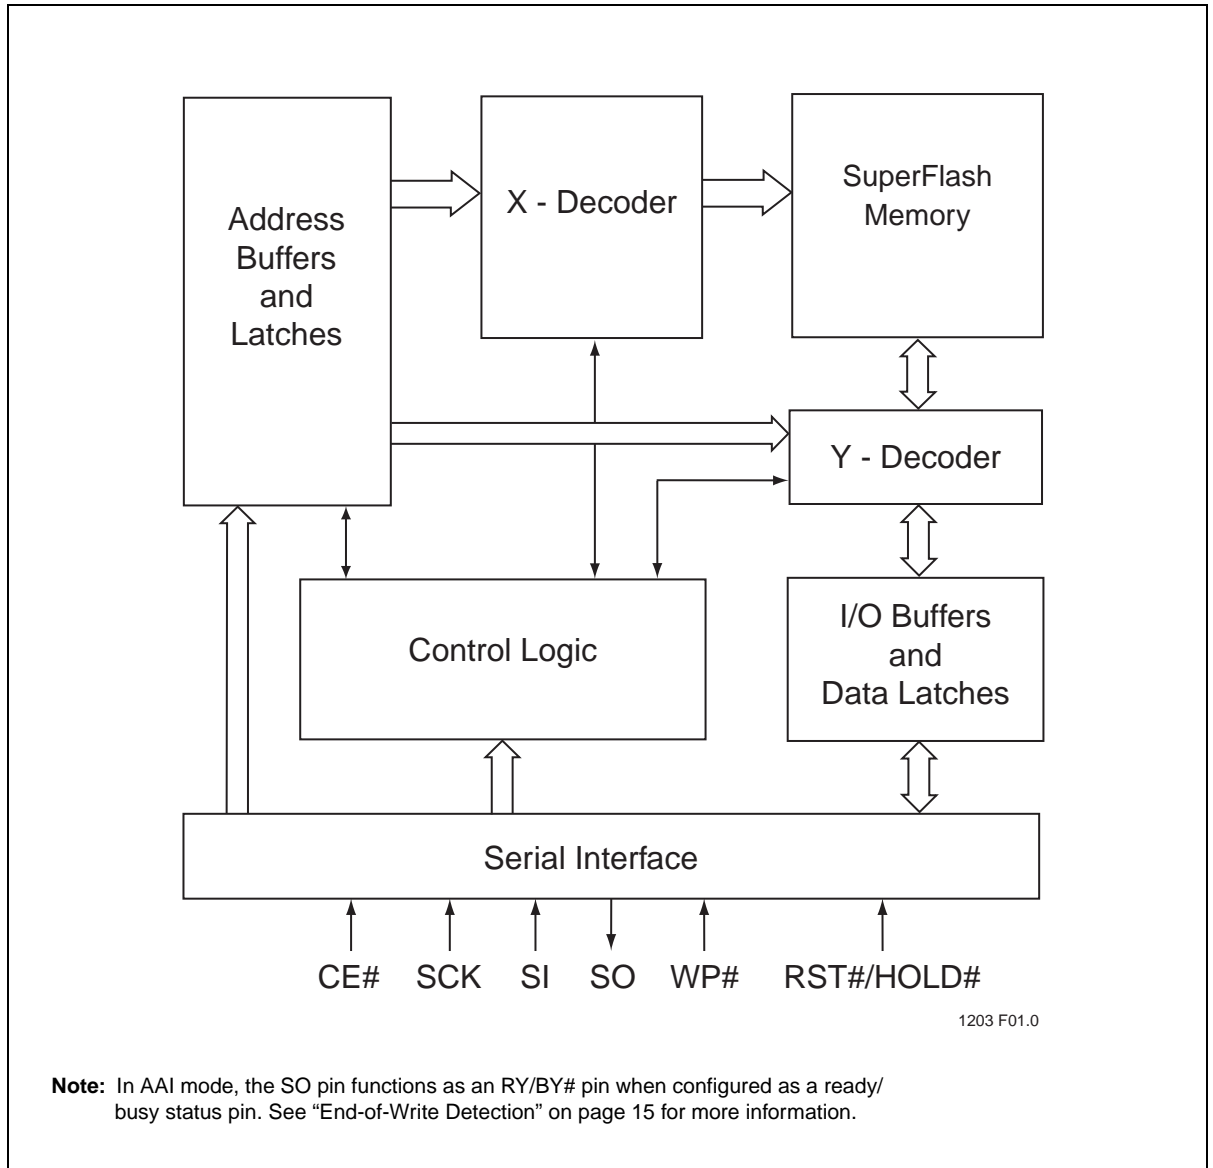 Address
Buffers
and
Latches
X - Decoder
SuperFlash
Memory
Y - Decoder
Control Logic
I/O Buffers
and
Data Latches
Serial Interface
CE# SCK SI SO WP# RST#/HOLD#
1203 F01.0
Note: In AAI mode, the SO pin functions as an RY/BY# pin when configured as a ready/
busy status pin. See “End-of-Write Detection” on page 15 for more information.